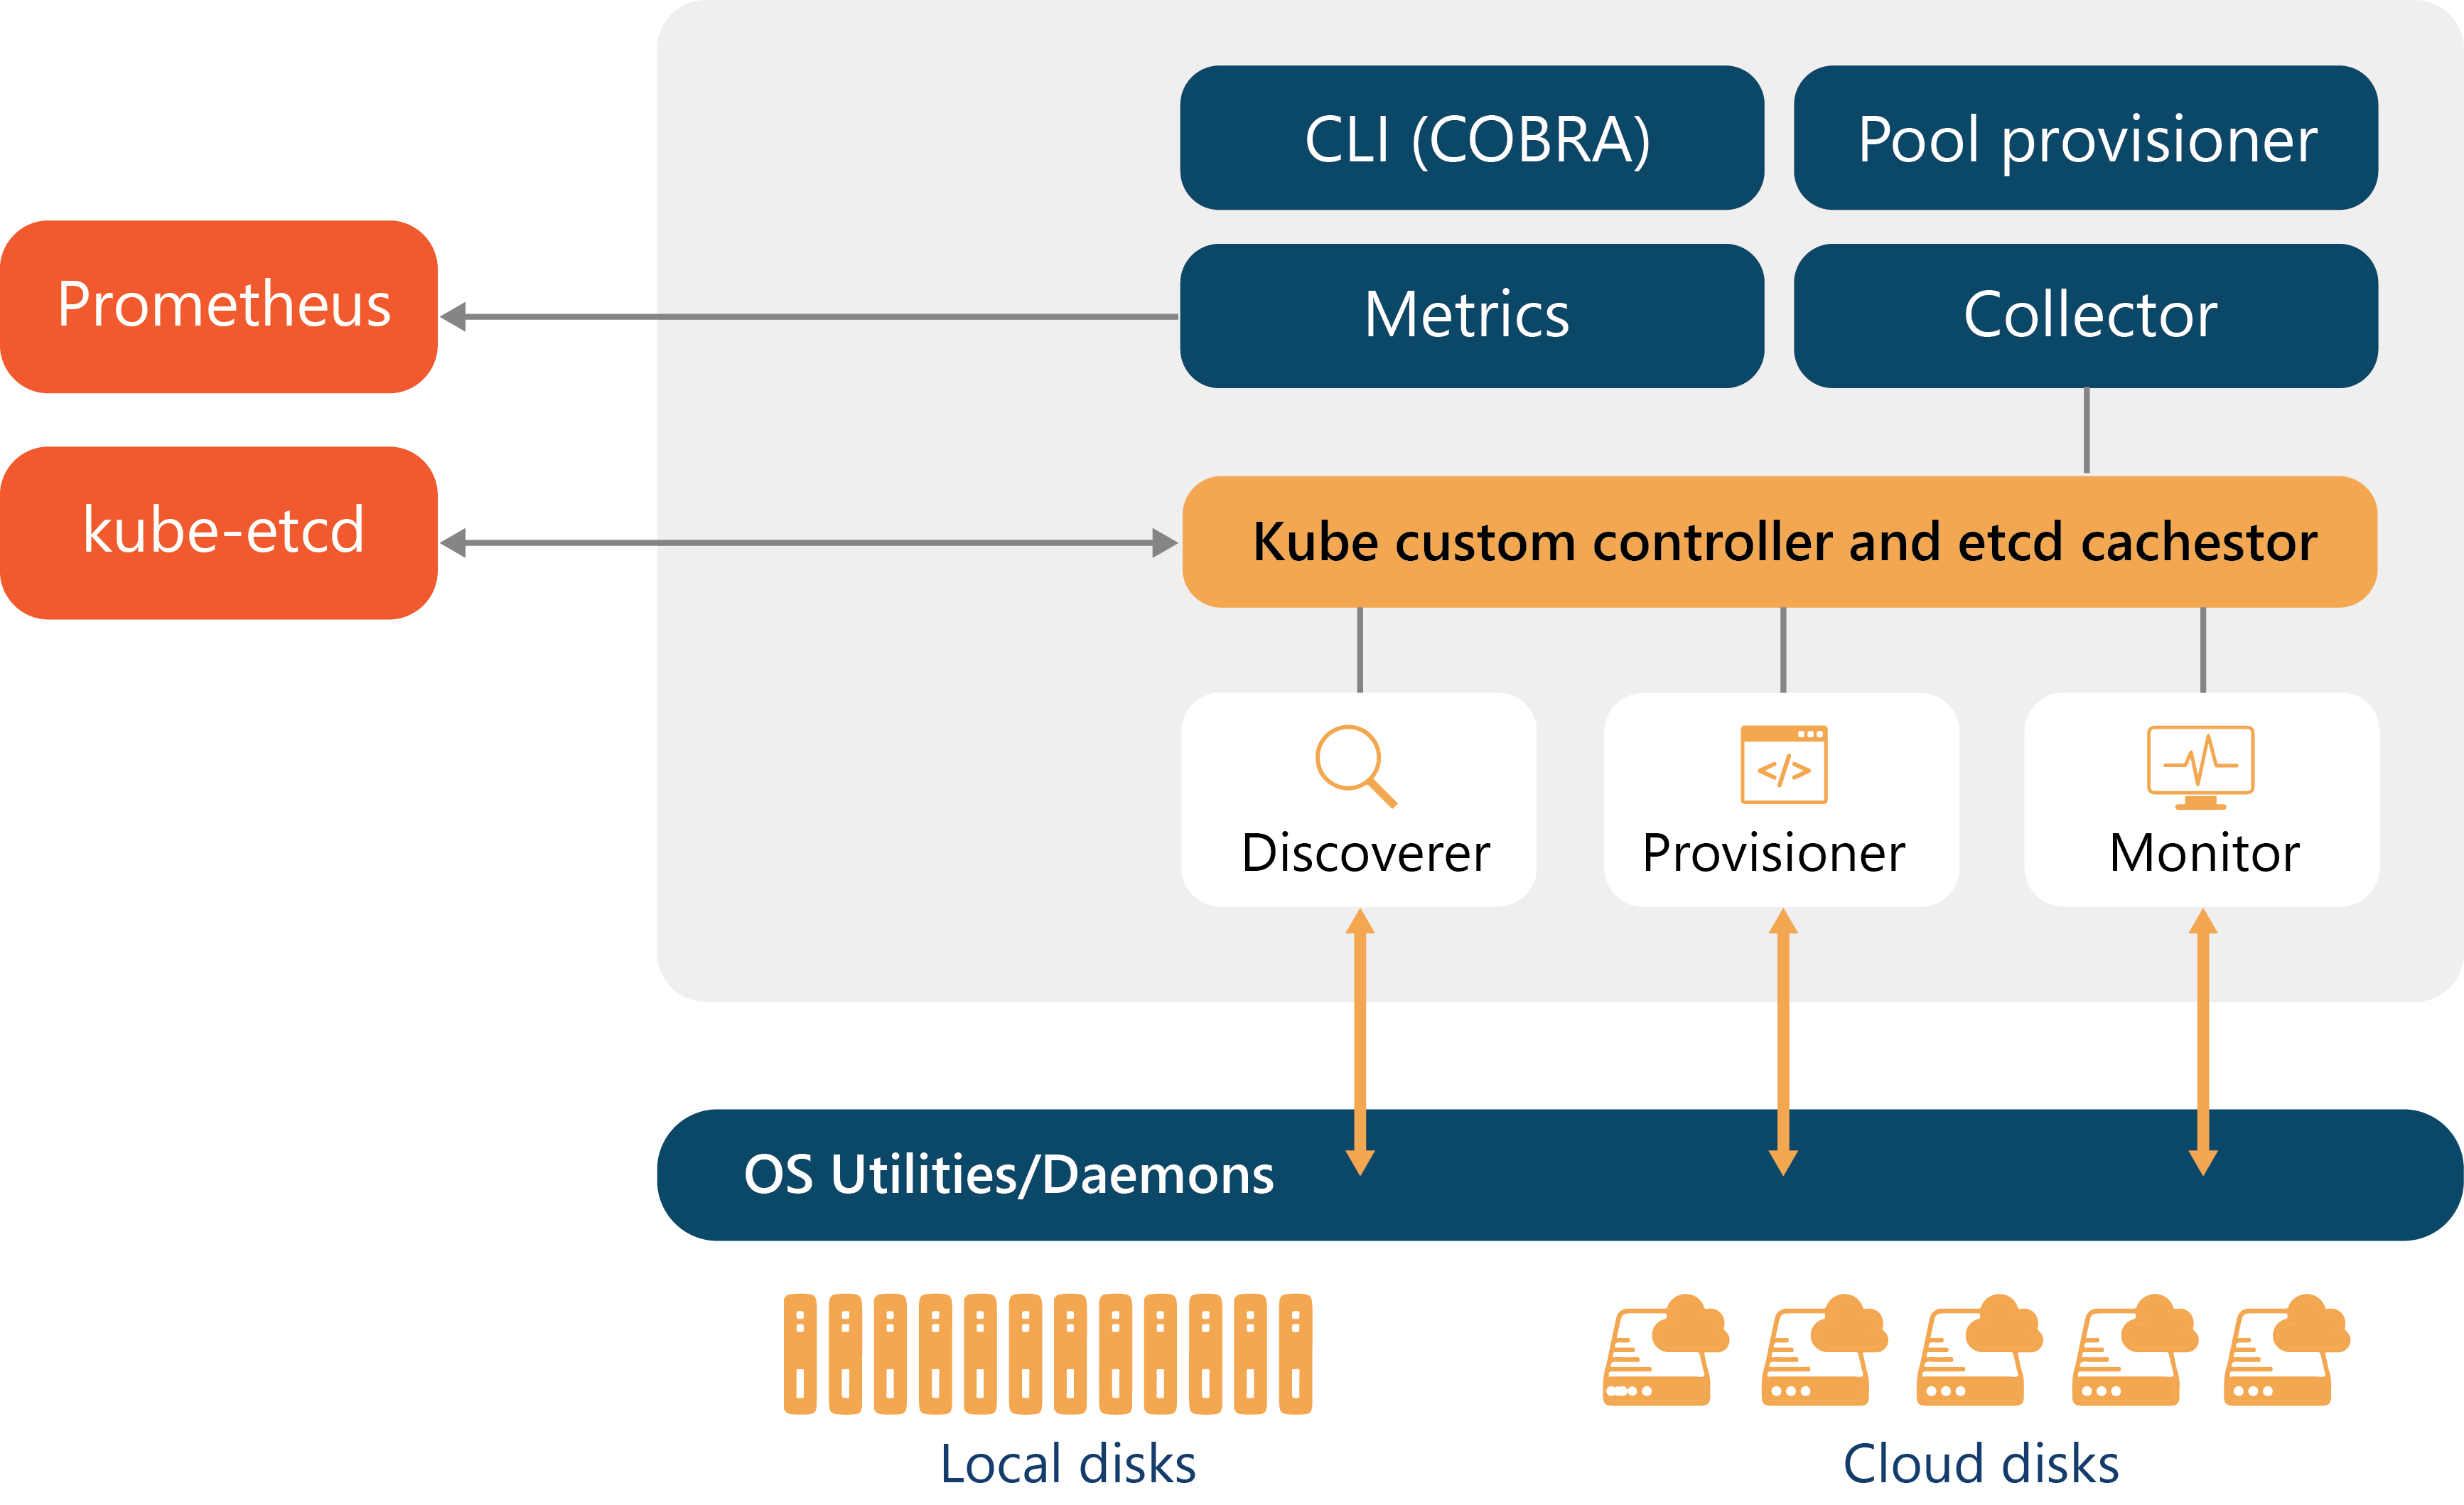 CLI (COBRA)
Pool provisioner
Prometheus
Metrics
Collector
kube-etcd
Kube custom controller and etcd cachestor
Discoverer
Provisioner
Monitor
OS Utilities/Daemons
Local disks
Cloud disks